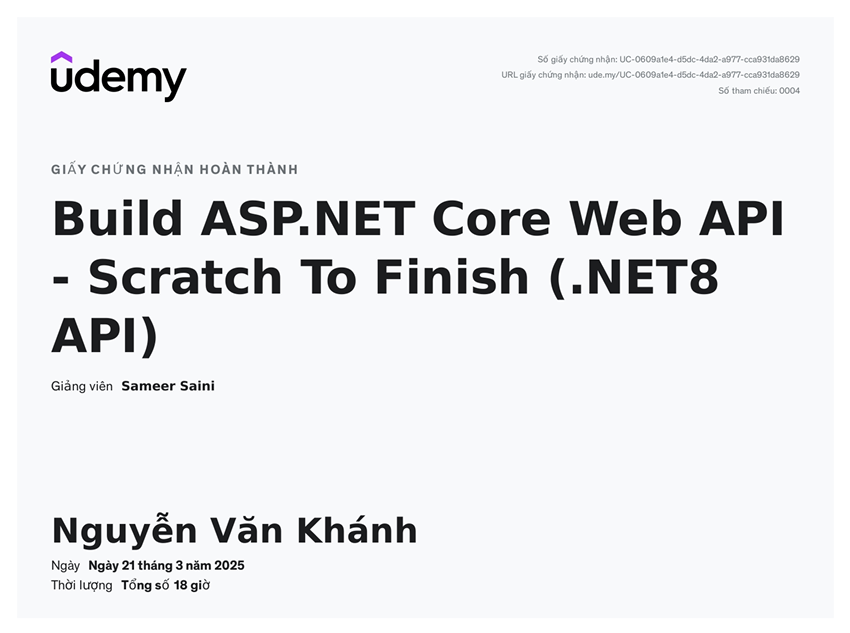 udemy
Số giấy chứng nhận: UC-0609a1e4-d5dc-4da2-a977-cca931da8629
URL giấy chứng nhận: ude.my/UC-0609a1e4-d5dc-4da2-a977-cca931da8629
Số tham chiếu: 0004
GIẤY CHỨNG NHẬN HOÀN THÀNH
Build ASP.NET Core Web API
- Scratch To Finish (.NET8
API)
Giảng viên Sameer Saini
Nguyễn Văn Khánh
Ngày Ngày 21 tháng 3 năm 2025
Thời lượng Tổng số 18 giờ